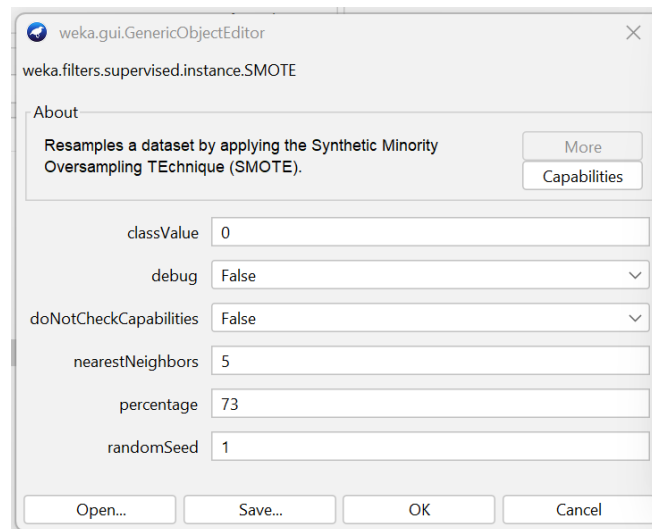 weka.gui.GenericObjectEditor
weka.filters.supervised.instance.SMOTE
About
Resamples a dataset by applying the Synthetic Minority
Oversampling TEchnique (SMOTE).
More
Capabilities
classValue 0
debug False
doNotCheckCapabilities False
nearestNeighbors 5
percentage 73
randomSeed 1
Open... Save... OK Cancel